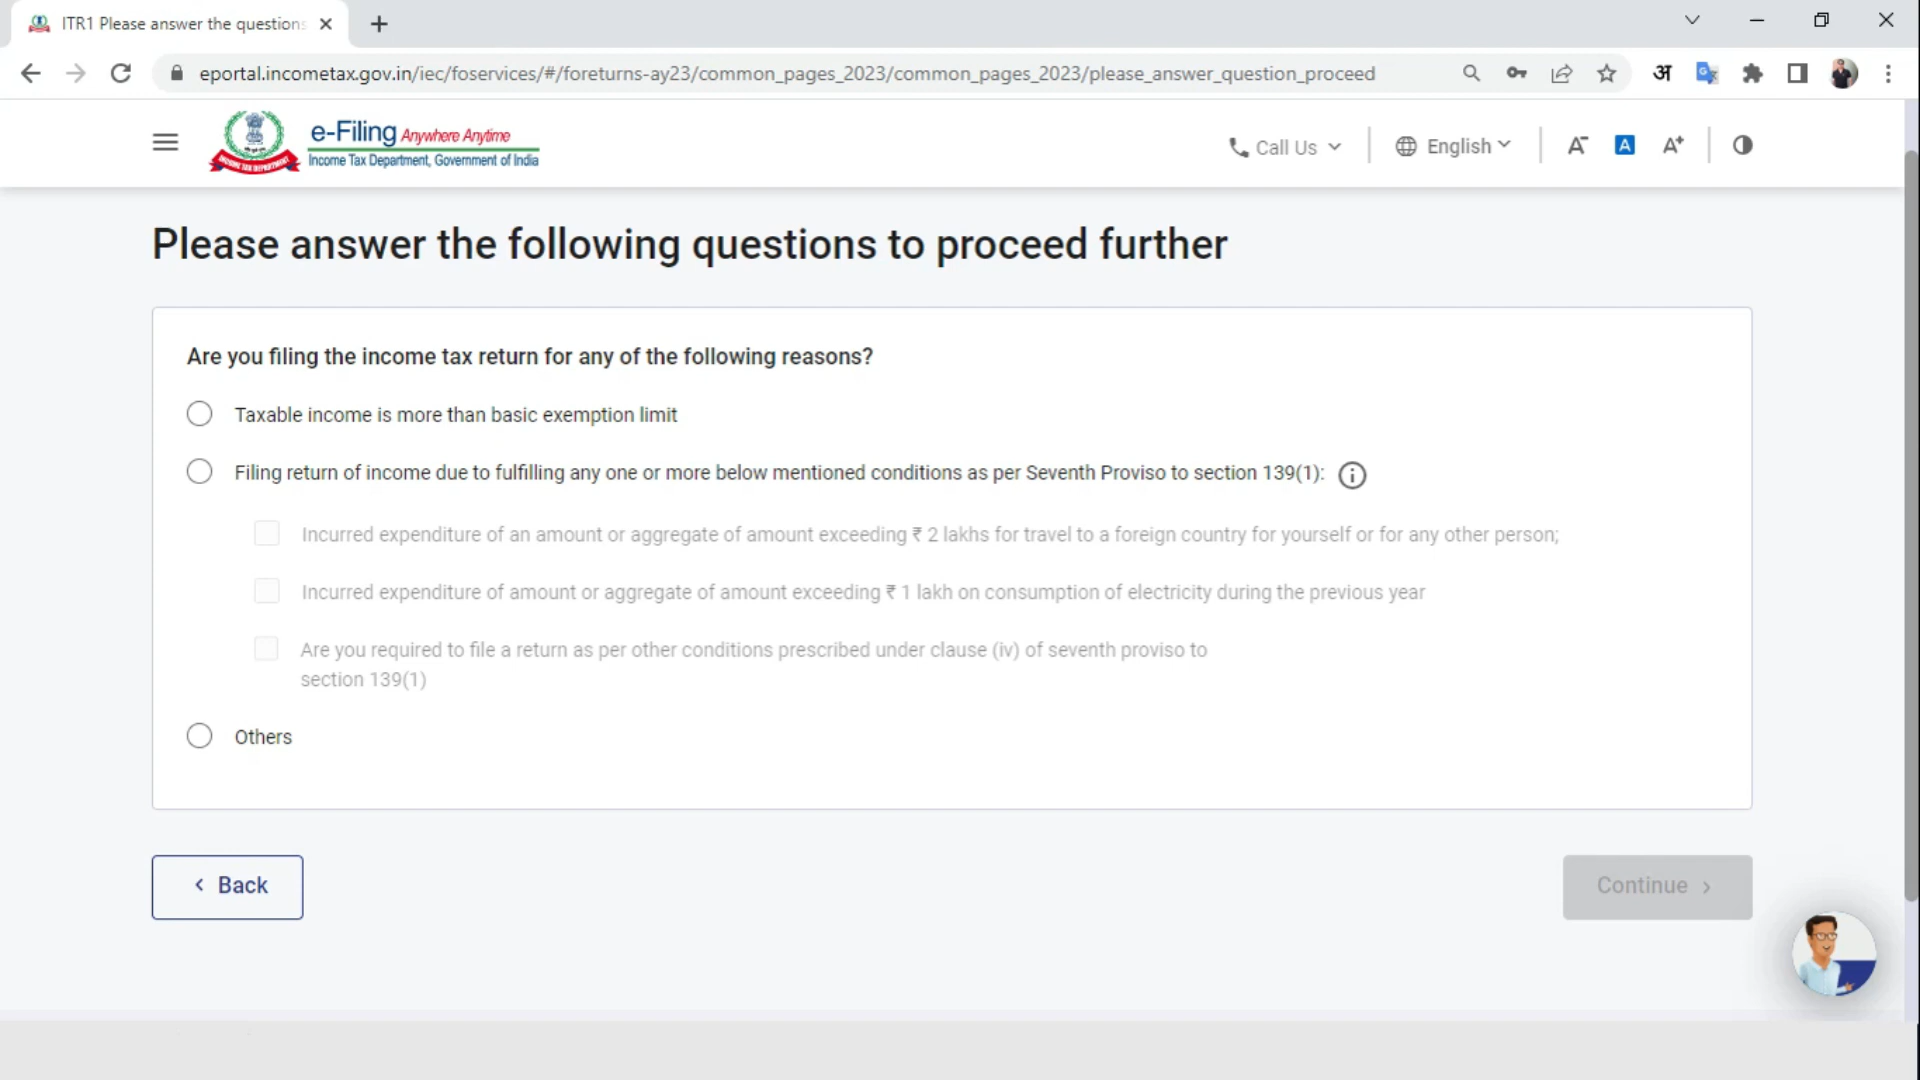 ITR1 Please answer the questions
eportal.incometax.gov.in/iec/foservices/#/foreturns-ay23/common_pages_2023/common_pages_2023/please_answer_question_proceed
अ
e-Filing Anywhere Anytime
Income Tax Department, Government of India
INCOME TAX DEPARTMENT
Call Us
English
A-
A
A+
Please answer the following questions to proceed further
Are you filing the income tax return for any of the following reasons?
Taxable income is more than basic exemption limit
Filing return of income due to fulfilling any one or more below mentioned conditions as per Seventh Proviso to section 139(1):
Incurred expenditure of an amount or aggregate of amount exceeding ₹ 2 lakhs for travel to a foreign country for yourself or for any other person;
Incurred expenditure of amount or aggregate of amount exceeding ₹ 1 lakh on consumption of electricity during the previous year
Are you required to file a return as per other conditions prescribed under clause (iv) of seventh proviso to
section 139(1)
Others
Back
Continue